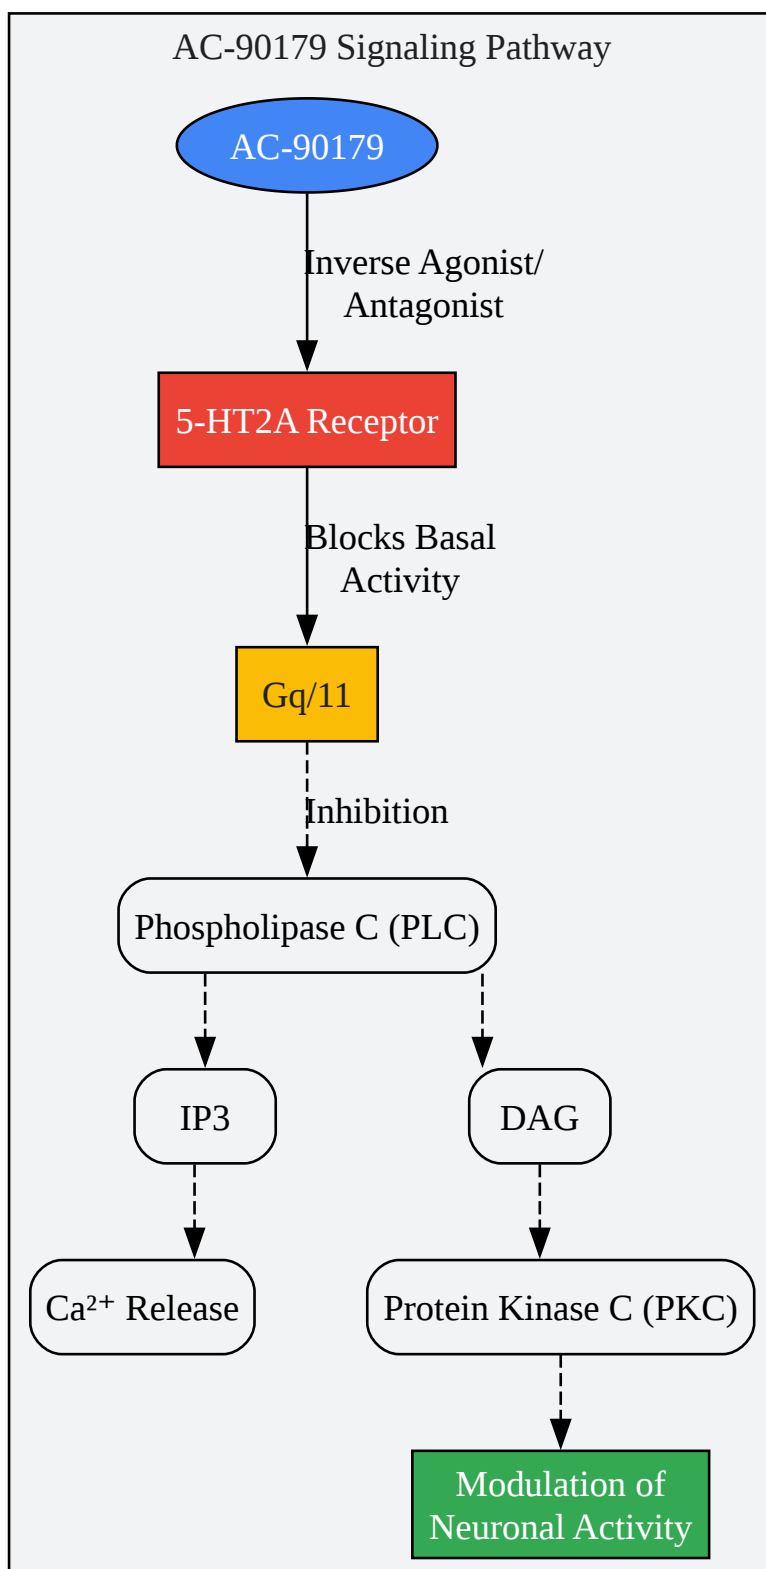 AC-90179 Signaling Pathway
AC-90179
Inverse Agonist/
Antagonist
5-HT2A Receptor
Blocks Basal
Activity
Gq/11
Inhibition
Phospholipase C (PLC)
IP3
DAG
Ca²⁺ Release
Protein Kinase C (PKC)
Modulation of
Neuronal Activity